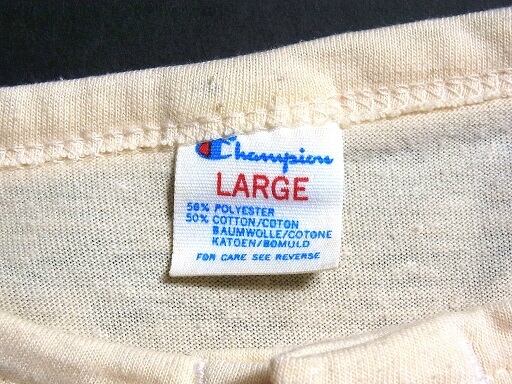 Champion
LARGE
50% POLYESTER
50% COTTON/COTON
BAUMWOLLE/COTONE
KATOEN/BOMULD
FOR CARE SEE REVERSE